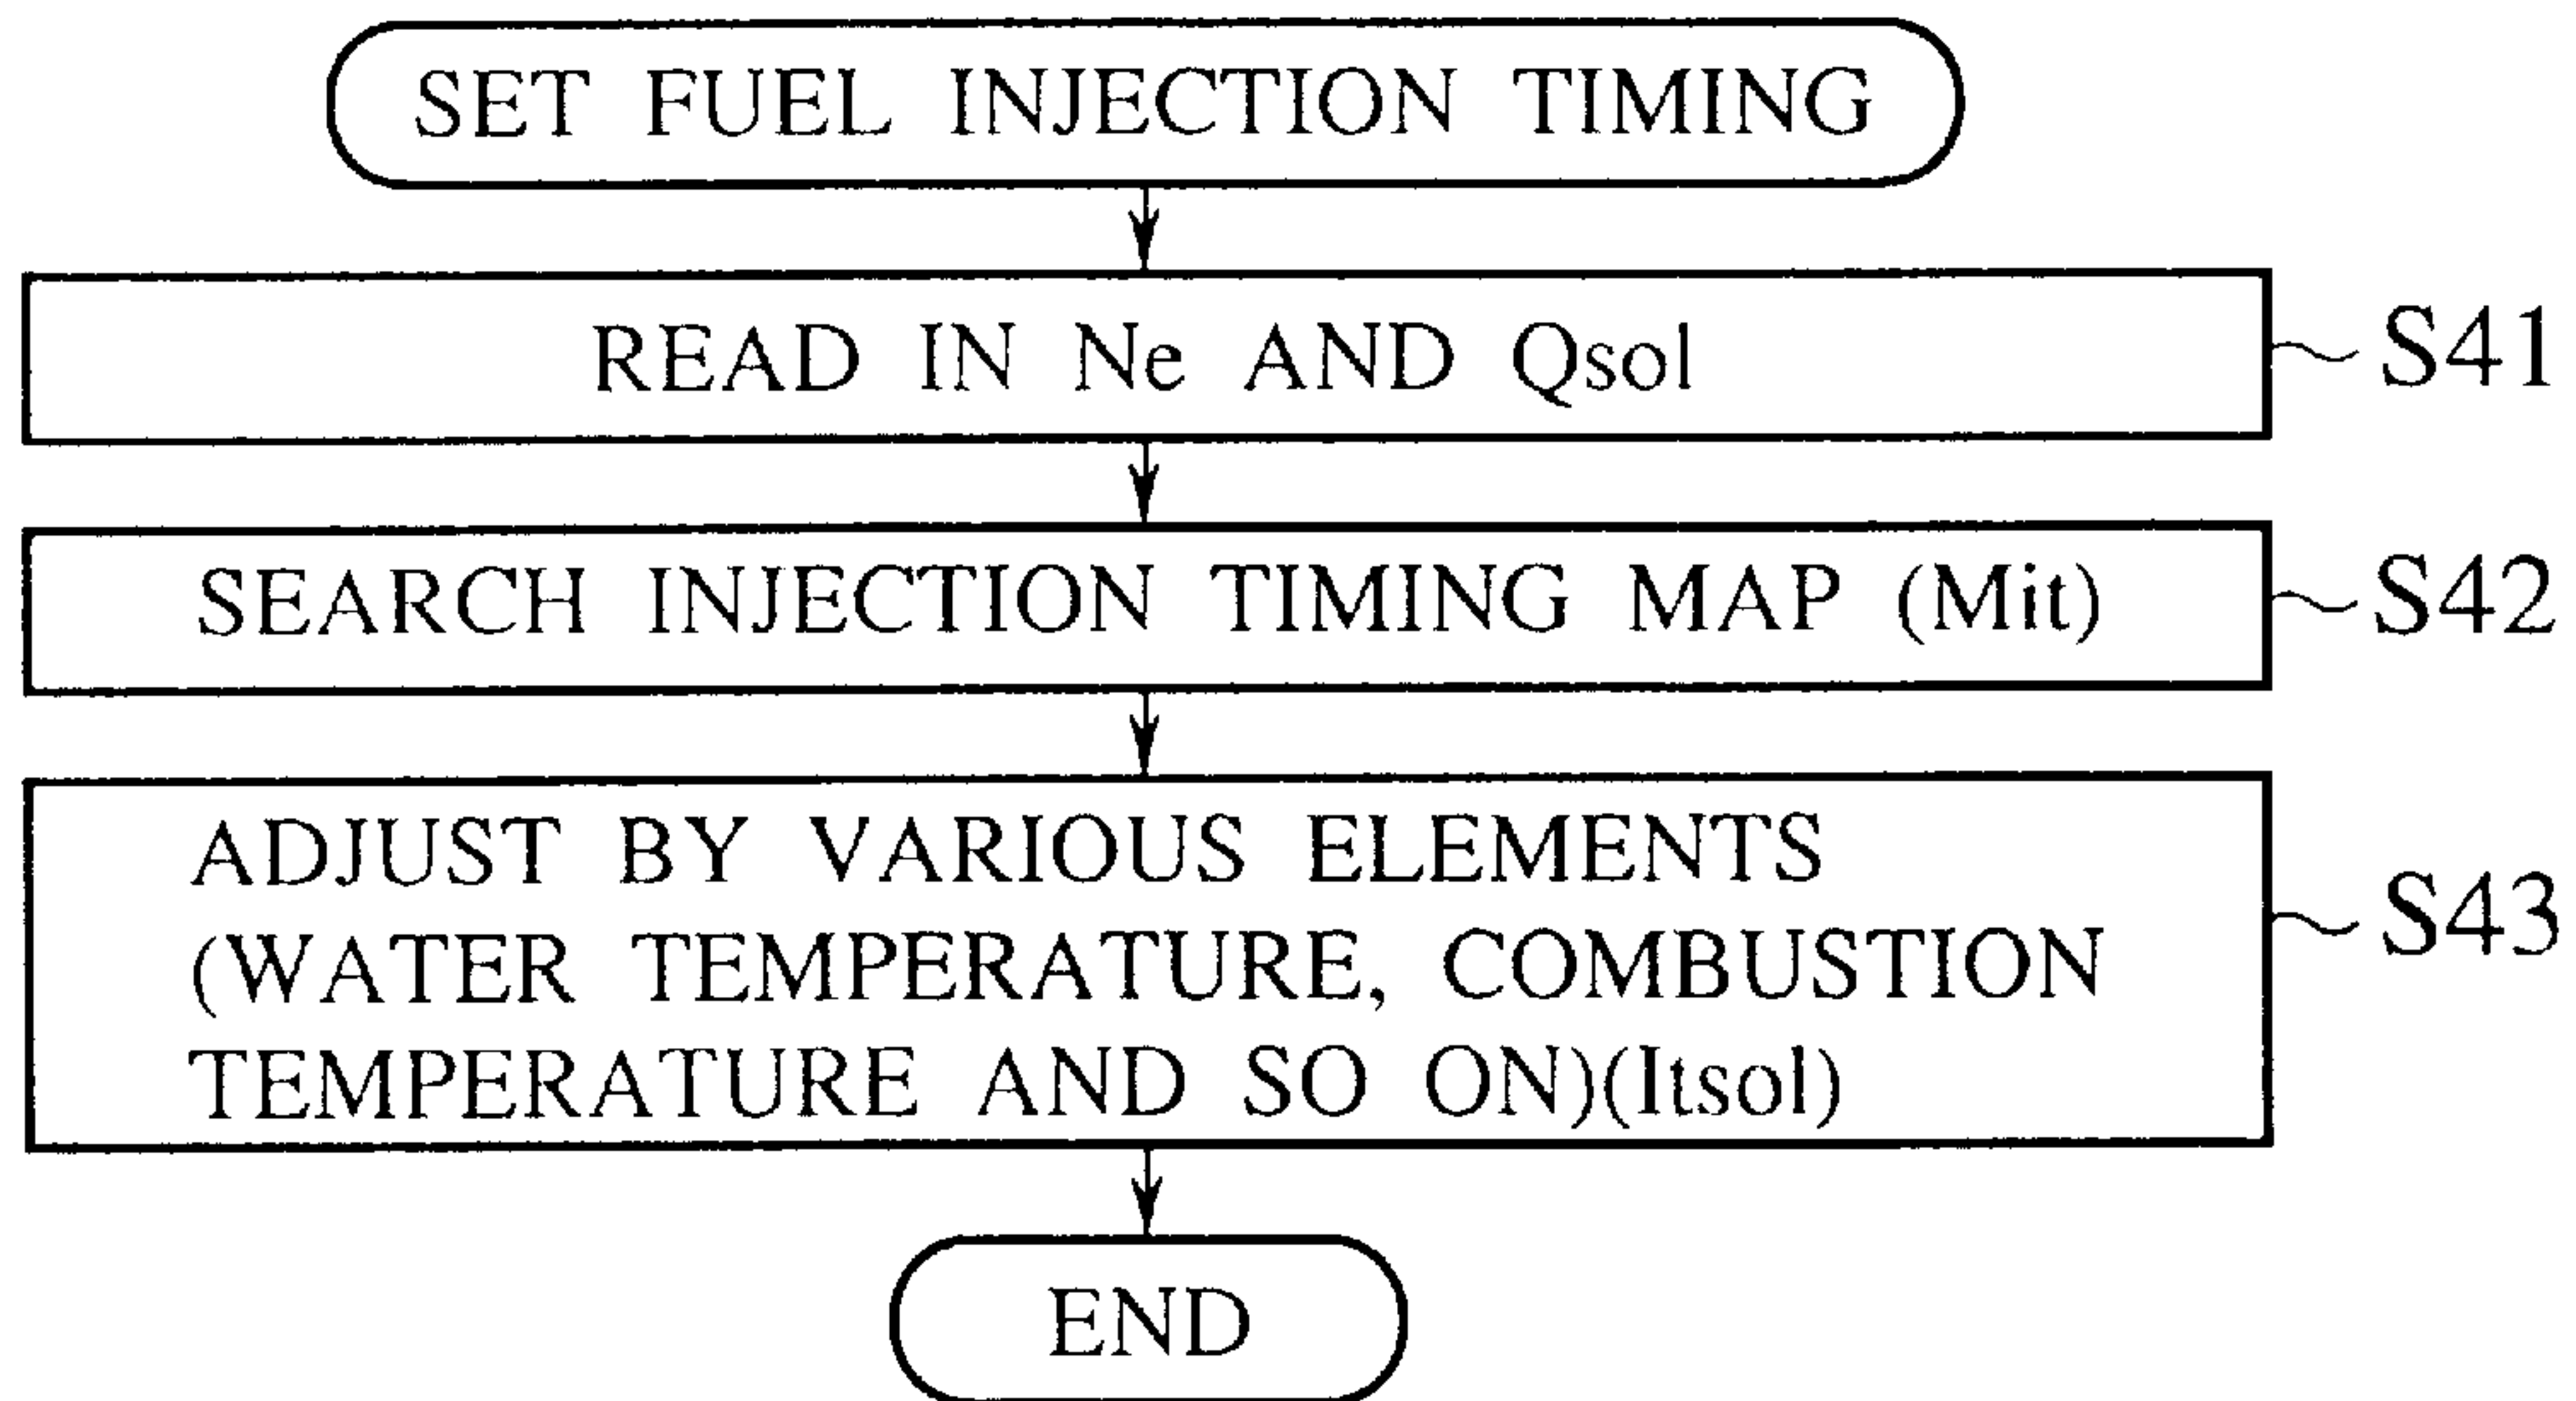 SET FUEL INJECTION TIMING
READ IN Ne AND Qsol
S41
SEARCH INJECTION TIMING MAP (Mit)
S42
ADJUST BY VARIOUS ELEMENTS
(WATER TEMPERATURE, COMBUSTION
TEMPERATURE AND SO ON)(Itsol)
S43
END